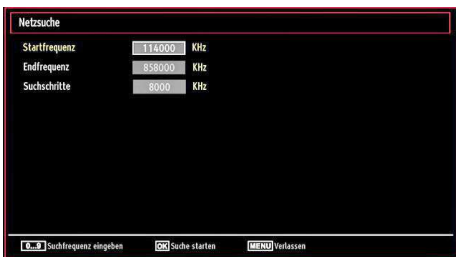 Netzsuche
Startfrequenz 114000 KHz
Endfrequenz 858000 KHz
Suchschritte 8000 KHz
0...9 Suchfrequenz eingeben OK Suche starten MENU Verlassen